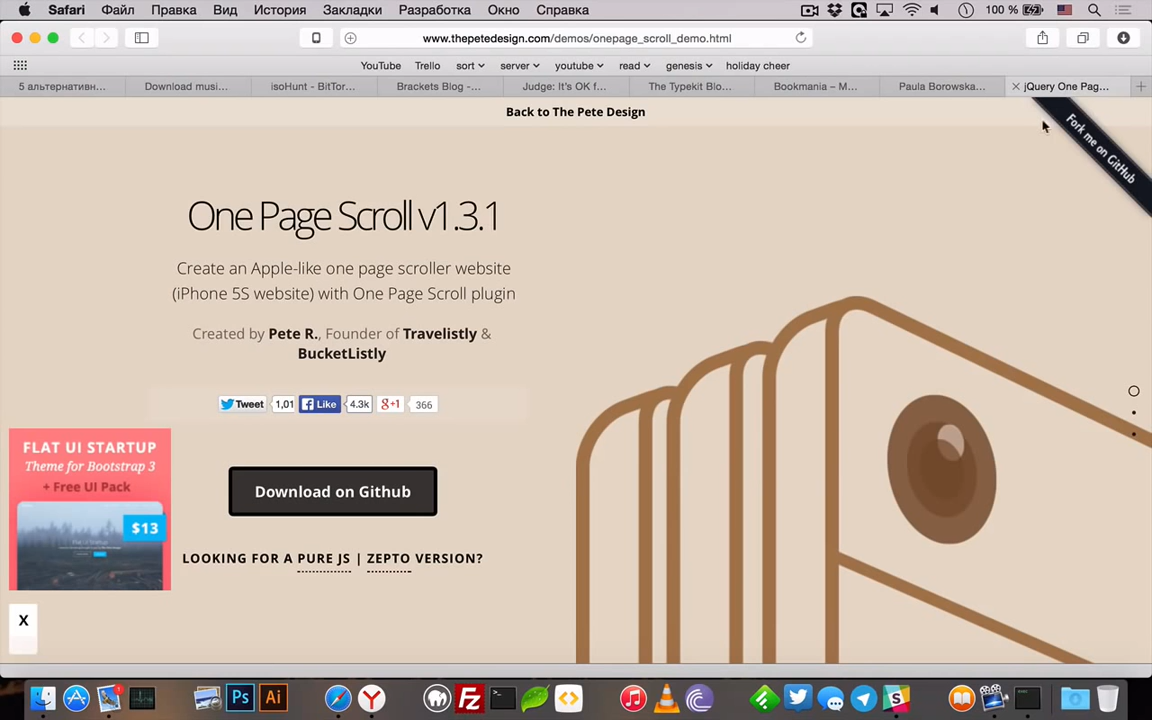 Safari Файл Правка Вид История Закладки Разработка Окно Справка 100 %
www.thepetedesign.com/demos/onepage_scroll_demo.html
YouTube Trello sort server youtube read genesis holiday cheer
5 альтернативн... Download musi... isoHunt - BitTor... Brackets Blog -... Judge: It's OK f... The Typekit Blo... Bookmania – M... Paula Borowska... jQuery One Pag...
Back to The Pete Design
Fork me on GitHub
One Page Scroll v1.3.1
Create an Apple-like one page scroller website
(iPhone 5S website) with One Page Scroll plugin
Created by Pete R., Founder of Travelistly &
BucketListly
Tweet 1,01 Like 4.3k g+1 366
FLAT UI STARTUP
Theme for Bootstrap 3
+ Free UI Pack
$13
Download on Github
LOOKING FOR A PURE JS | ZEPTO VERSION?
X
Ps Ai